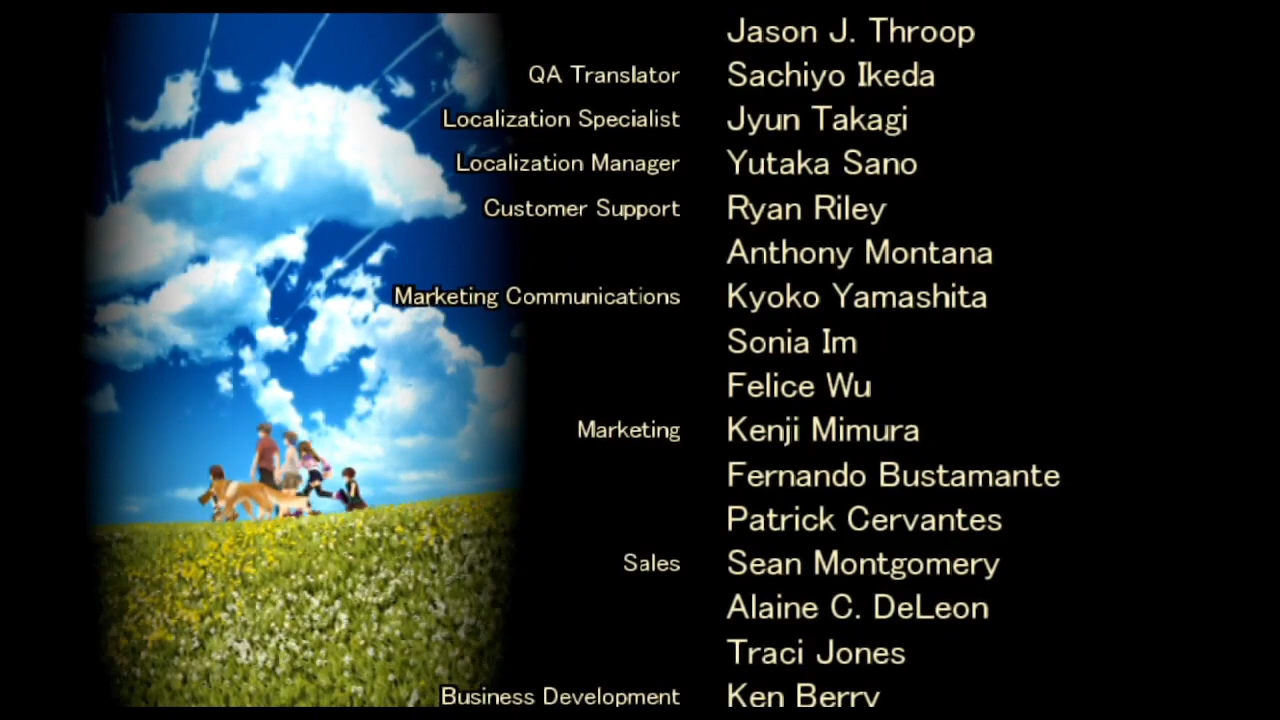 Jason J. Throop
QA Translator Sachiyo Ikeda
Localization Specialist Jyun Takagi
Localization Manager Yutaka Sano
Customer Support Ryan Riley
Anthony Montana
Marketing Communications Kyoko Yamashita
Sonia Im
Felice Wu
Marketing Kenji Mimura
Fernando Bustamante
Patrick Cervantes
Sales Sean Montgomery
Alaine C. DeLeon
Traci Jones
Business Development Ken Berry